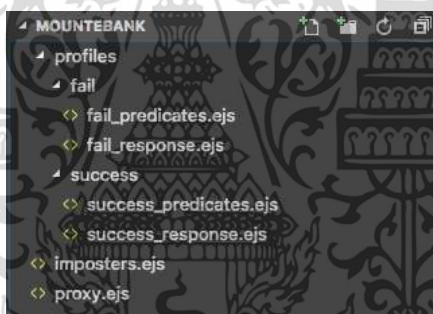 MOUNTEBANK
profiles
fail
fail_predicates.ejs
fail_response.ejs
success
success_predicates.ejs
success_response.ejs
imposters.ejs
proxy.ejs